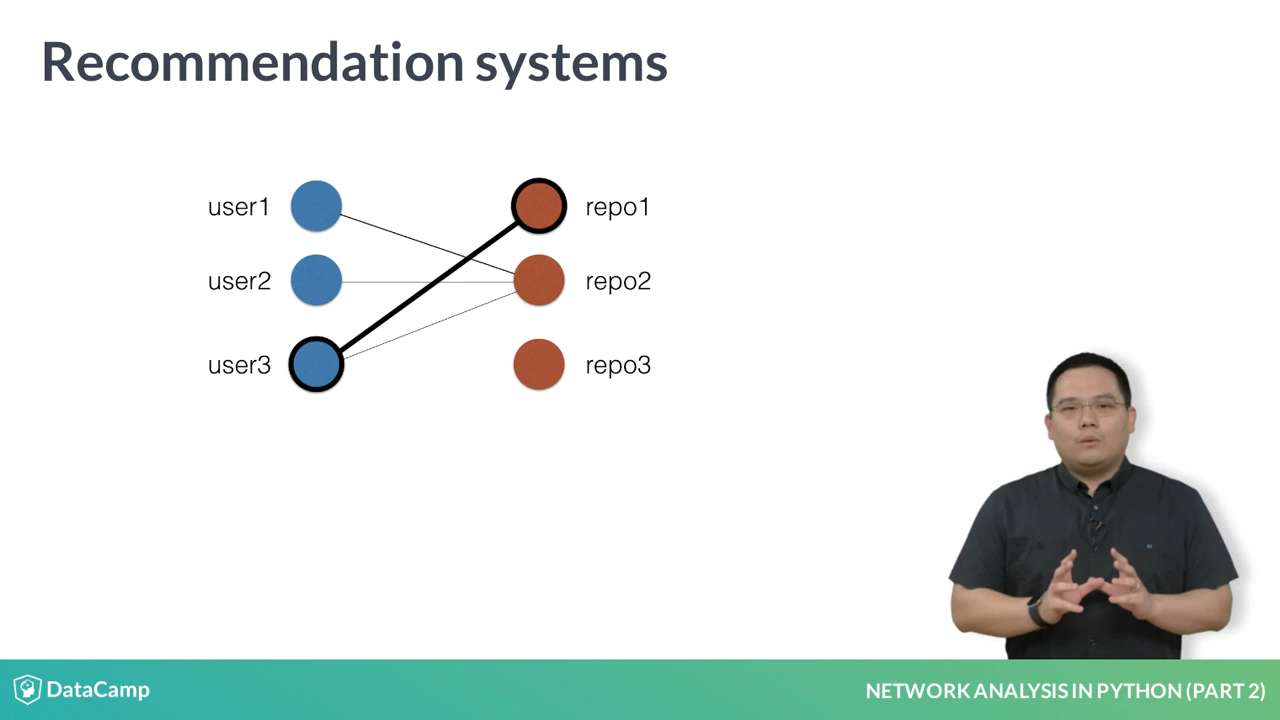 Recommendation systems
user1
repo1
user2
repo2
user3
repo3
DataCamp
NETWORK ANALYSIS IN PYTHON (PART 2)